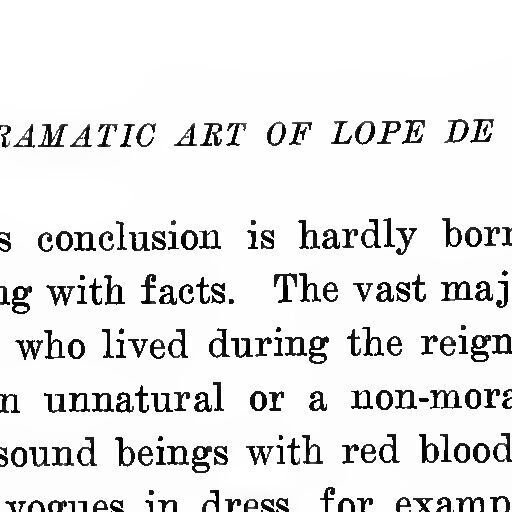 RAMATIC ART OF LOPE DE
s conclusion is hardly born
ng with facts. The vast maj
who lived during the reign
n unnatural or a non-mora
sound beings with red blood
vogues in dress, for examp